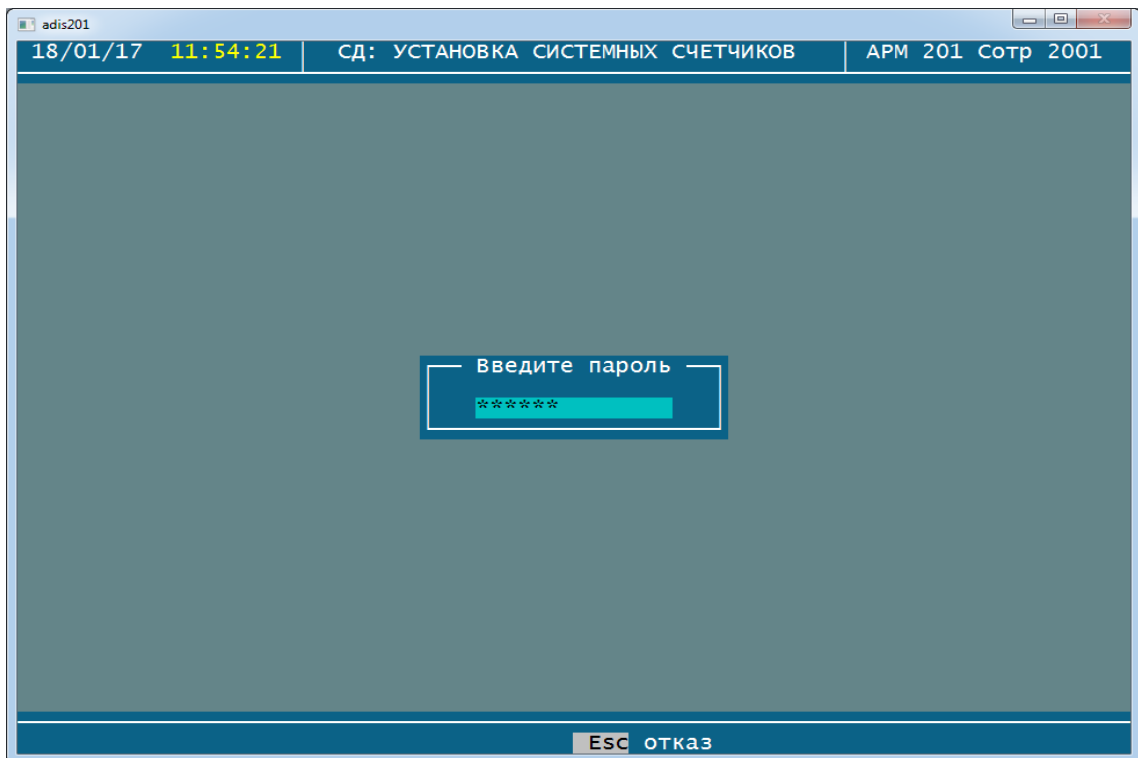 adis201
18/01/17 11:54:21 СД: УСТАНОВКА СИСТЕМНЫХ СЧЕТЧИКОВ АРМ 201 Сотр 2001
Введите пароль
******
Esc отказ